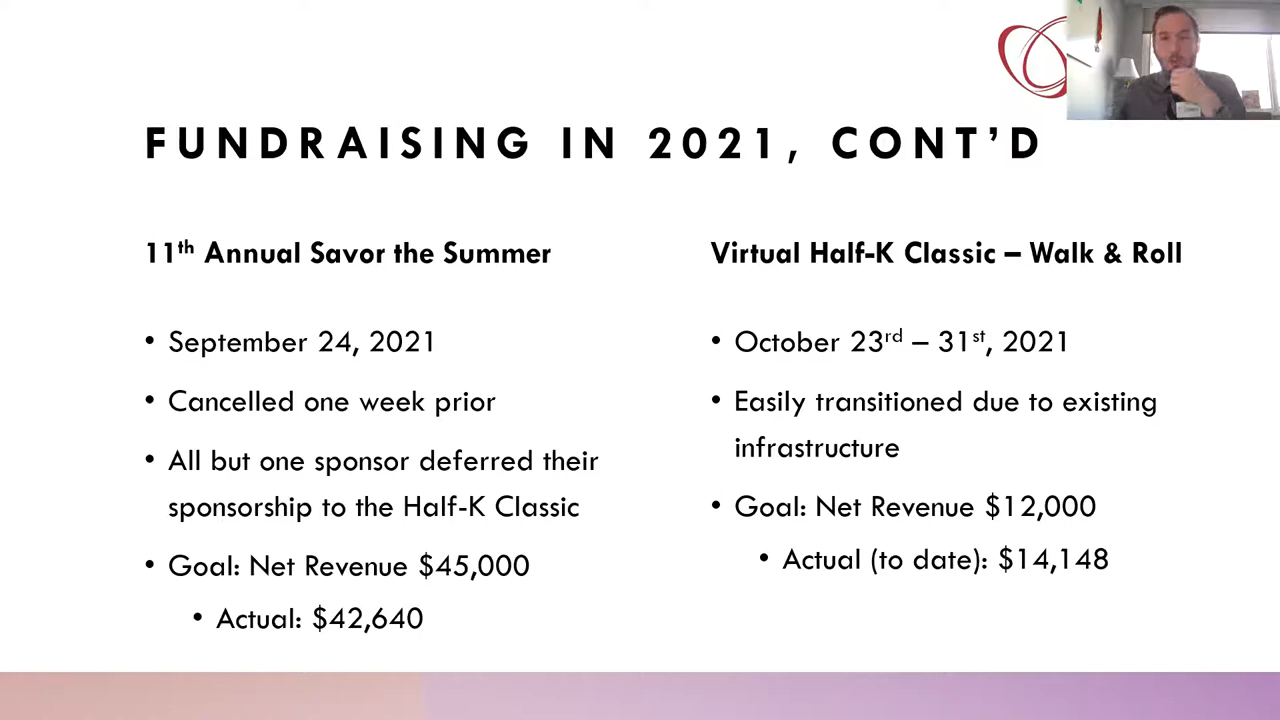 FUNDRAISING IN 2021, CONT’D
11th Annual Savor the Summer
• September 24, 2021
• Cancelled one week prior
• All but one sponsor deferred their
sponsorship to the Half-K Classic
• Goal: Net Revenue $45,000
• Actual: $42,640
Virtual Half-K Classic – Walk & Roll
• October 23rd – 31st, 2021
• Easily transitioned due to existing
infrastructure
• Goal: Net Revenue $12,000
• Actual (to date): $14,148